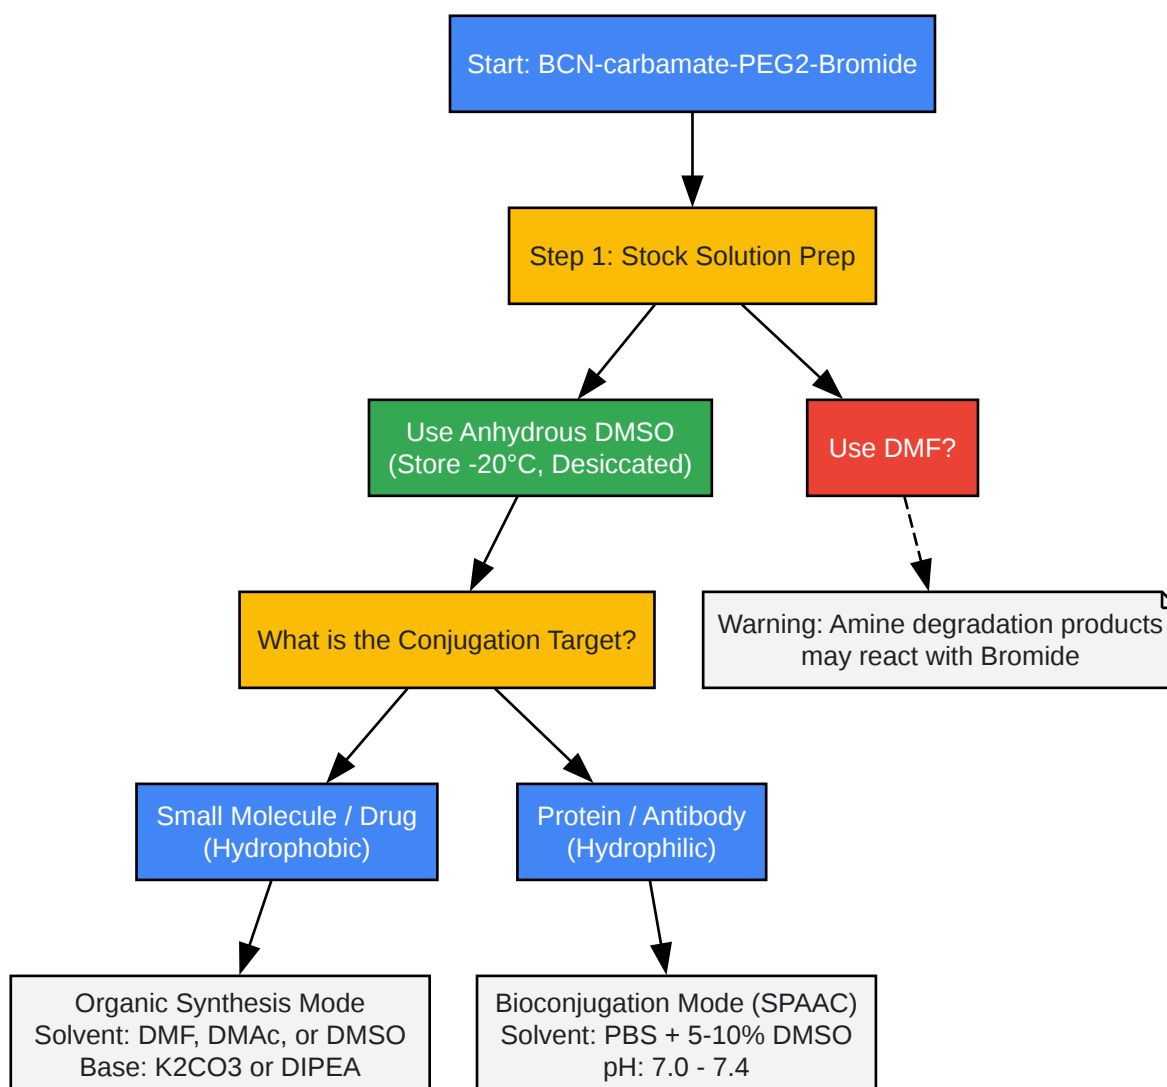 Start: BCN-carbamate-PEG2-Bromide
Step 1: Stock Solution Prep
Use Anhydrous DMSO
(Store -20°C, Desiccated)
Use DMF?
What is the Conjugation Target?
Warning: Amine degradation products
may react with Bromide
Small Molecule / Drug
(Hydrophobic)
Protein / Antibody
(Hydrophilic)
Organic Synthesis Mode
Solvent: DMF, DMAc, or DMSO
Base: K2CO3 or DIPEA
Bioconjugation Mode (SPAAC)
Solvent: PBS + 5-10% DMSO
pH: 7.0 - 7.4